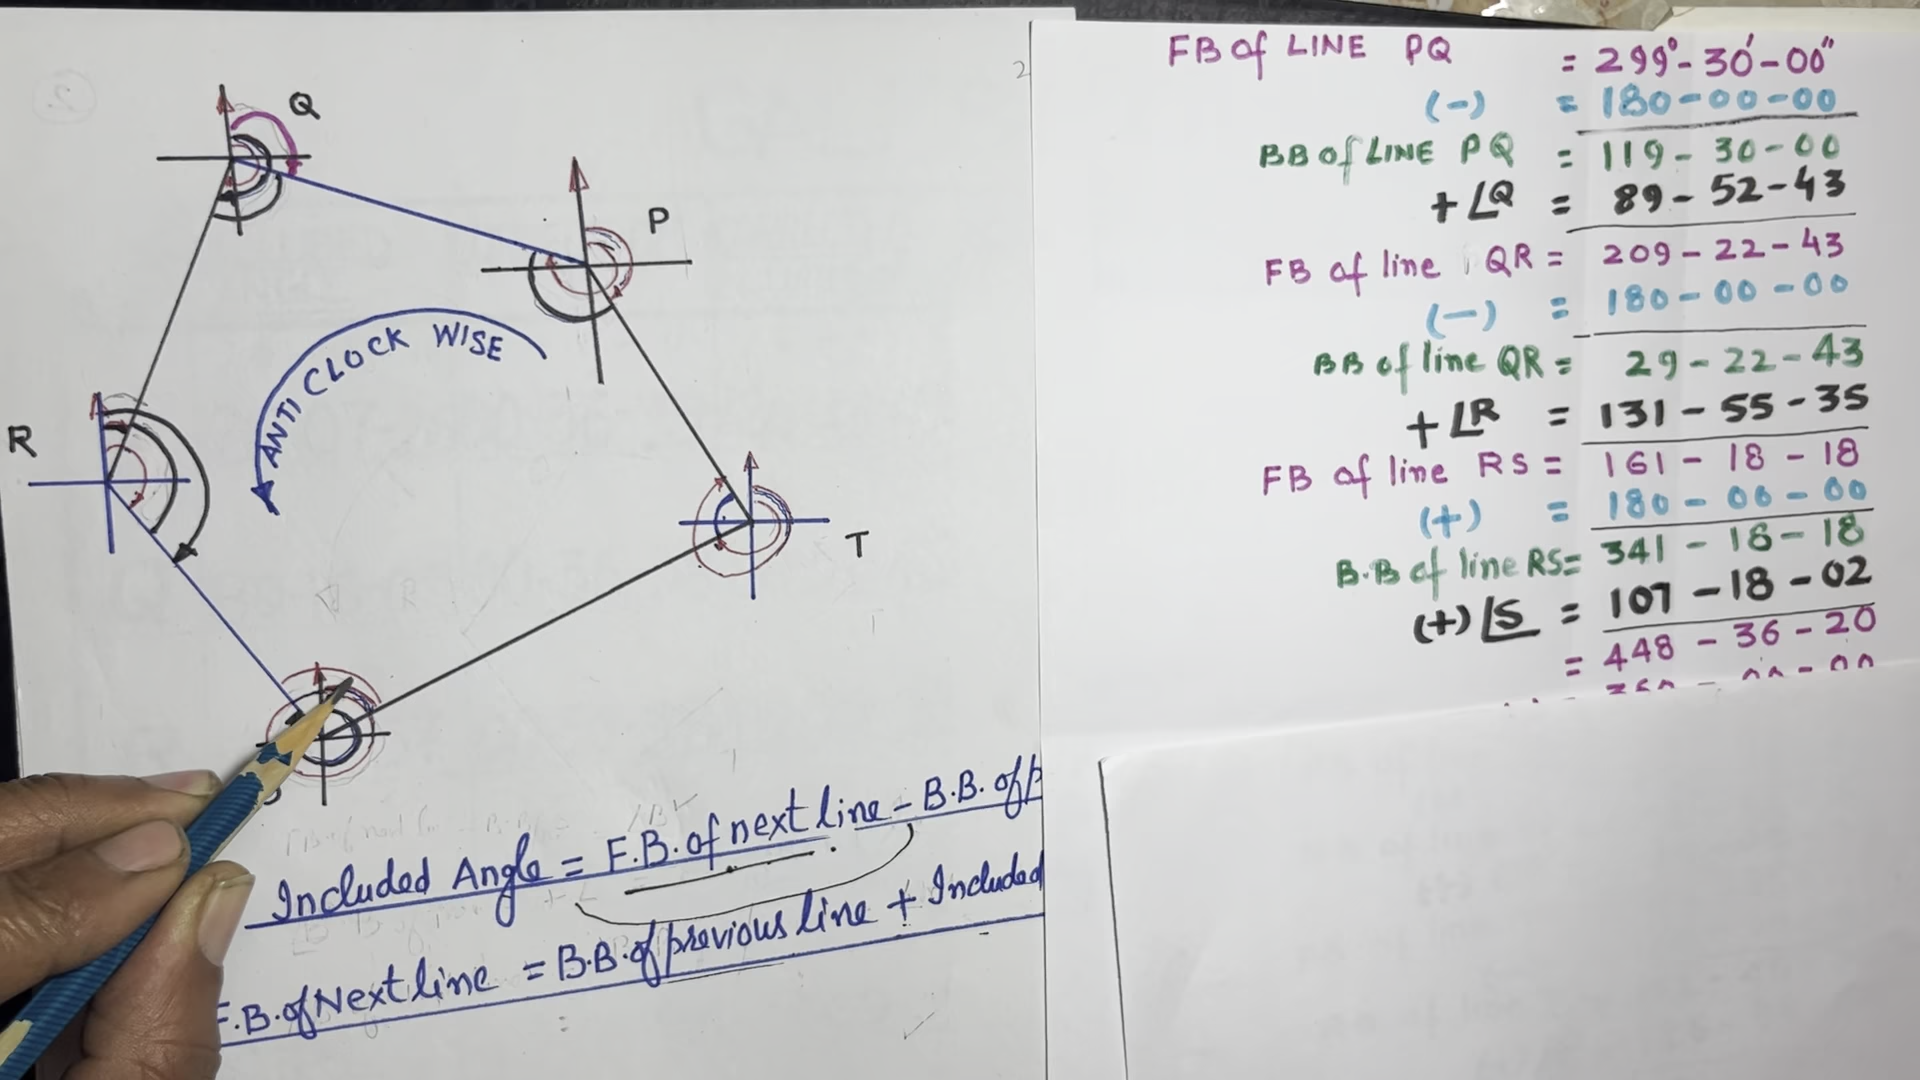 Q
P
ANTI CLOCK WISE
R
T
Included Angle = F.B. of next line - B.B. of
F.B. of Next line = B.B. of previous line + Included
2
FB of LINE PQ = 299°- 30'- 00"
(-) = 180-00-00
BB of LINE PQ = 119- 30-00
+ ∠Q = 89-52-43
FB of line QR = 209-22-43
(-) = 180-00-00
BB of line QR = 29-22-43
+ ∠R = 131-55-35
FB of line RS = 161-18-18
(+) = 180-00-00
B.B of line RS = 341-18-18
(+) ∠S = 107-18-02
= 448-36-20